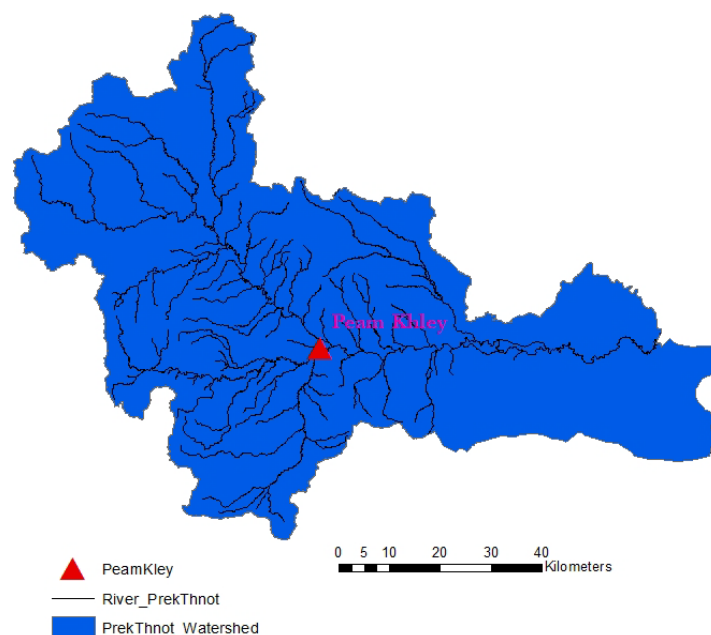 Peam Khley
0 5 10 20 30 40
Kilometers
PeamKley
River_PrekThnot
PrekThnot_Watershed